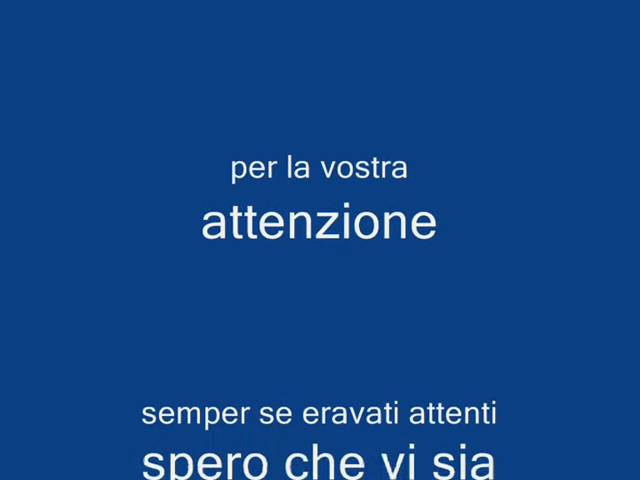 per la vostra
attenzione
semper se eravati attenti
spero che vi sia